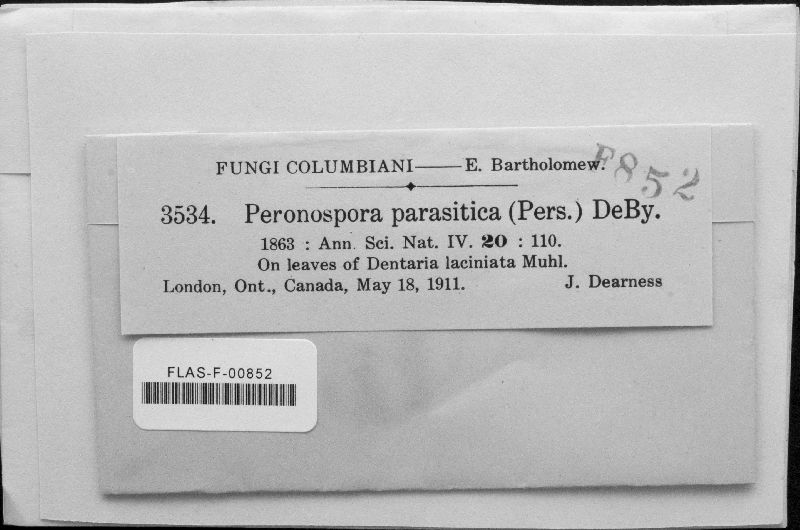 FUNGI COLUMBIANI—E. Bartholomew.
F852
3534. Peronospora parasitica (Pers.) DeBy.
1863 : Ann. Sci. Nat. IV. 20 : 110.
On leaves of Dentaria laciniata Muhl.
London, Ont., Canada, May 18, 1911. J. Dearness
FLAS-F-00852